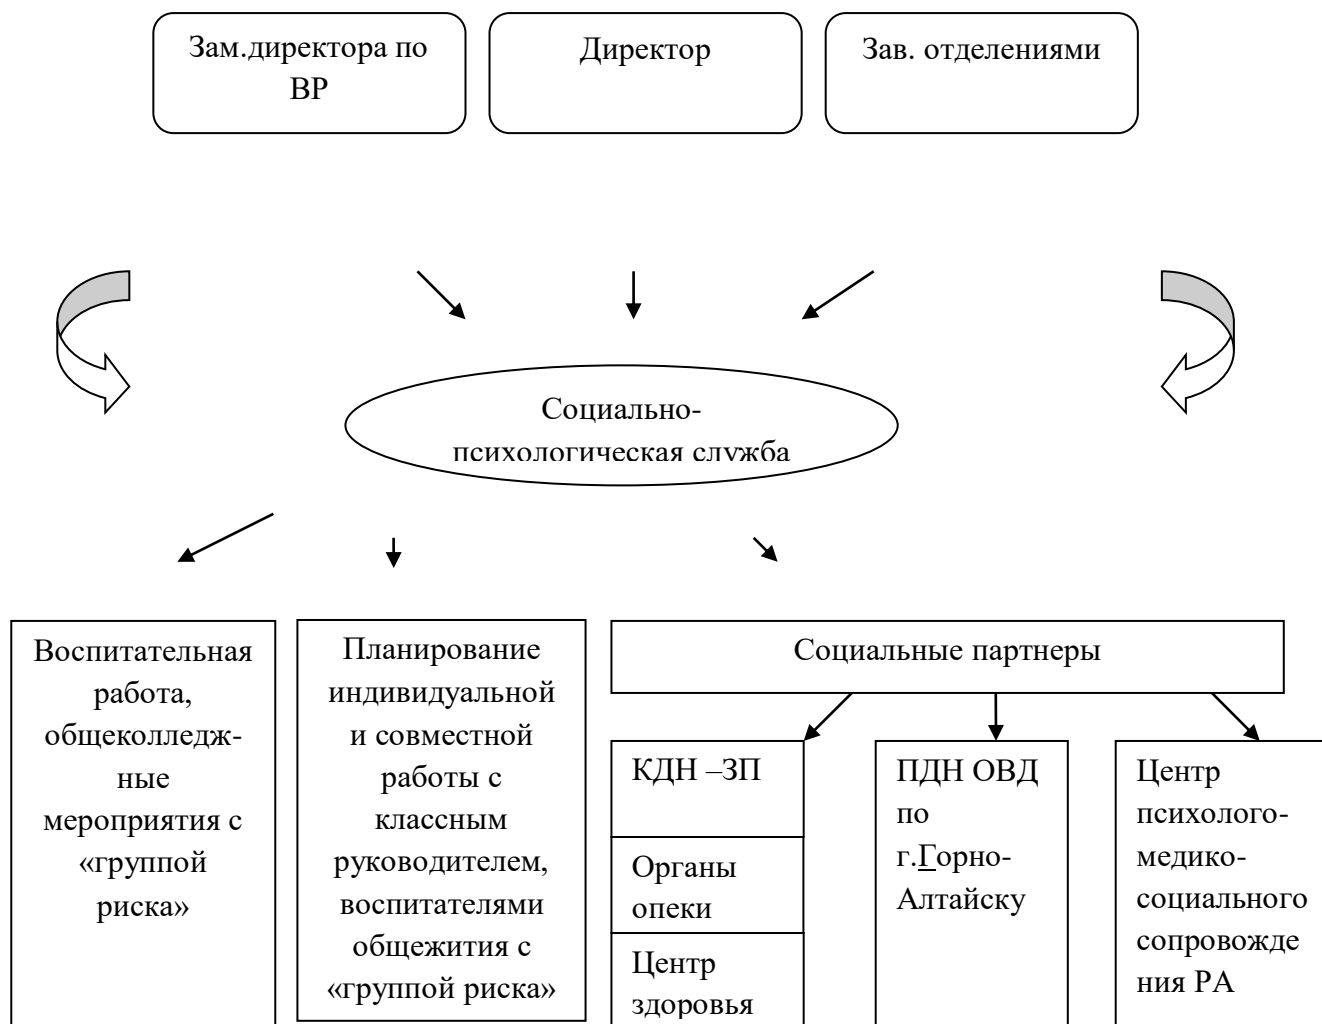 Зам.директора по
ВР
Директор
Зав. отделениями
Социально-
психологическая служба
Воспитательная
работа,
общеколледж-
ные
мероприятия с
«группой
риска»
Планирование
индивидуальной
и совместной
работы с
классным
руководителем,
воспитателями
общежития с
«группой риска»
Социальные партнеры
КДН –ЗП
Органы
опеки
Центр
здоровья
ПДН ОВД
по
г.Горно-
Алтайску
Центр
психолого-
медико-
социального
сопровожде
ния РА